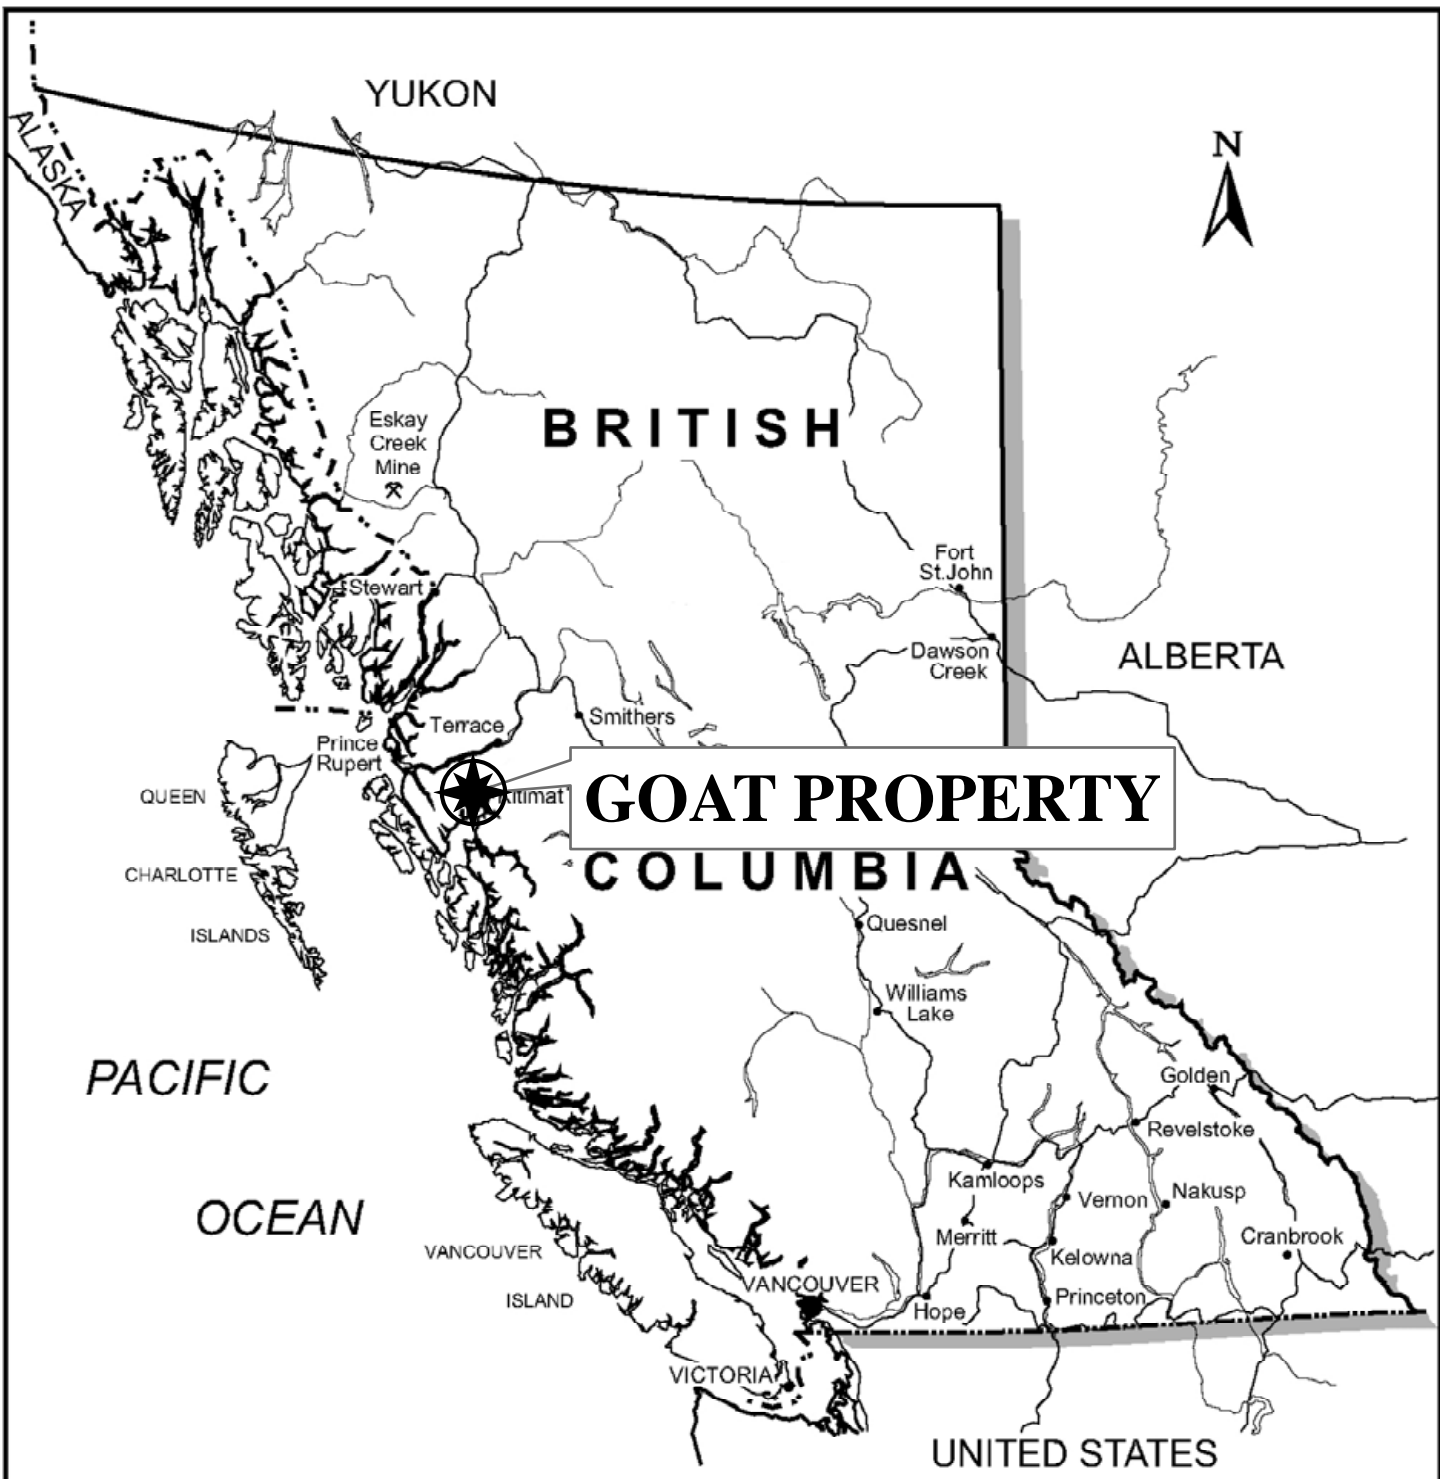 YUKON
N
ALASKA
Eskay
Creek
Mine
BRITISH
Fort
St.John
Stewart
Dawson
Creek
ALBERTA
Smithers
Terrace
Prince
Rupert
QUEEN
Kitimat
GOAT PROPERTY
CHARLOTTE
COLUMBIA
ISLANDS
Quesnel
Williams
Lake
PACIFIC
Golden
Revelstoke
Kamloops
Vernon
Nakusp
OCEAN
Merritt
Cranbrook
VANCOUVER
Kelowna
ISLAND
VANCOUVER
Hope
Princeton
VICTORIA
UNITED STATES